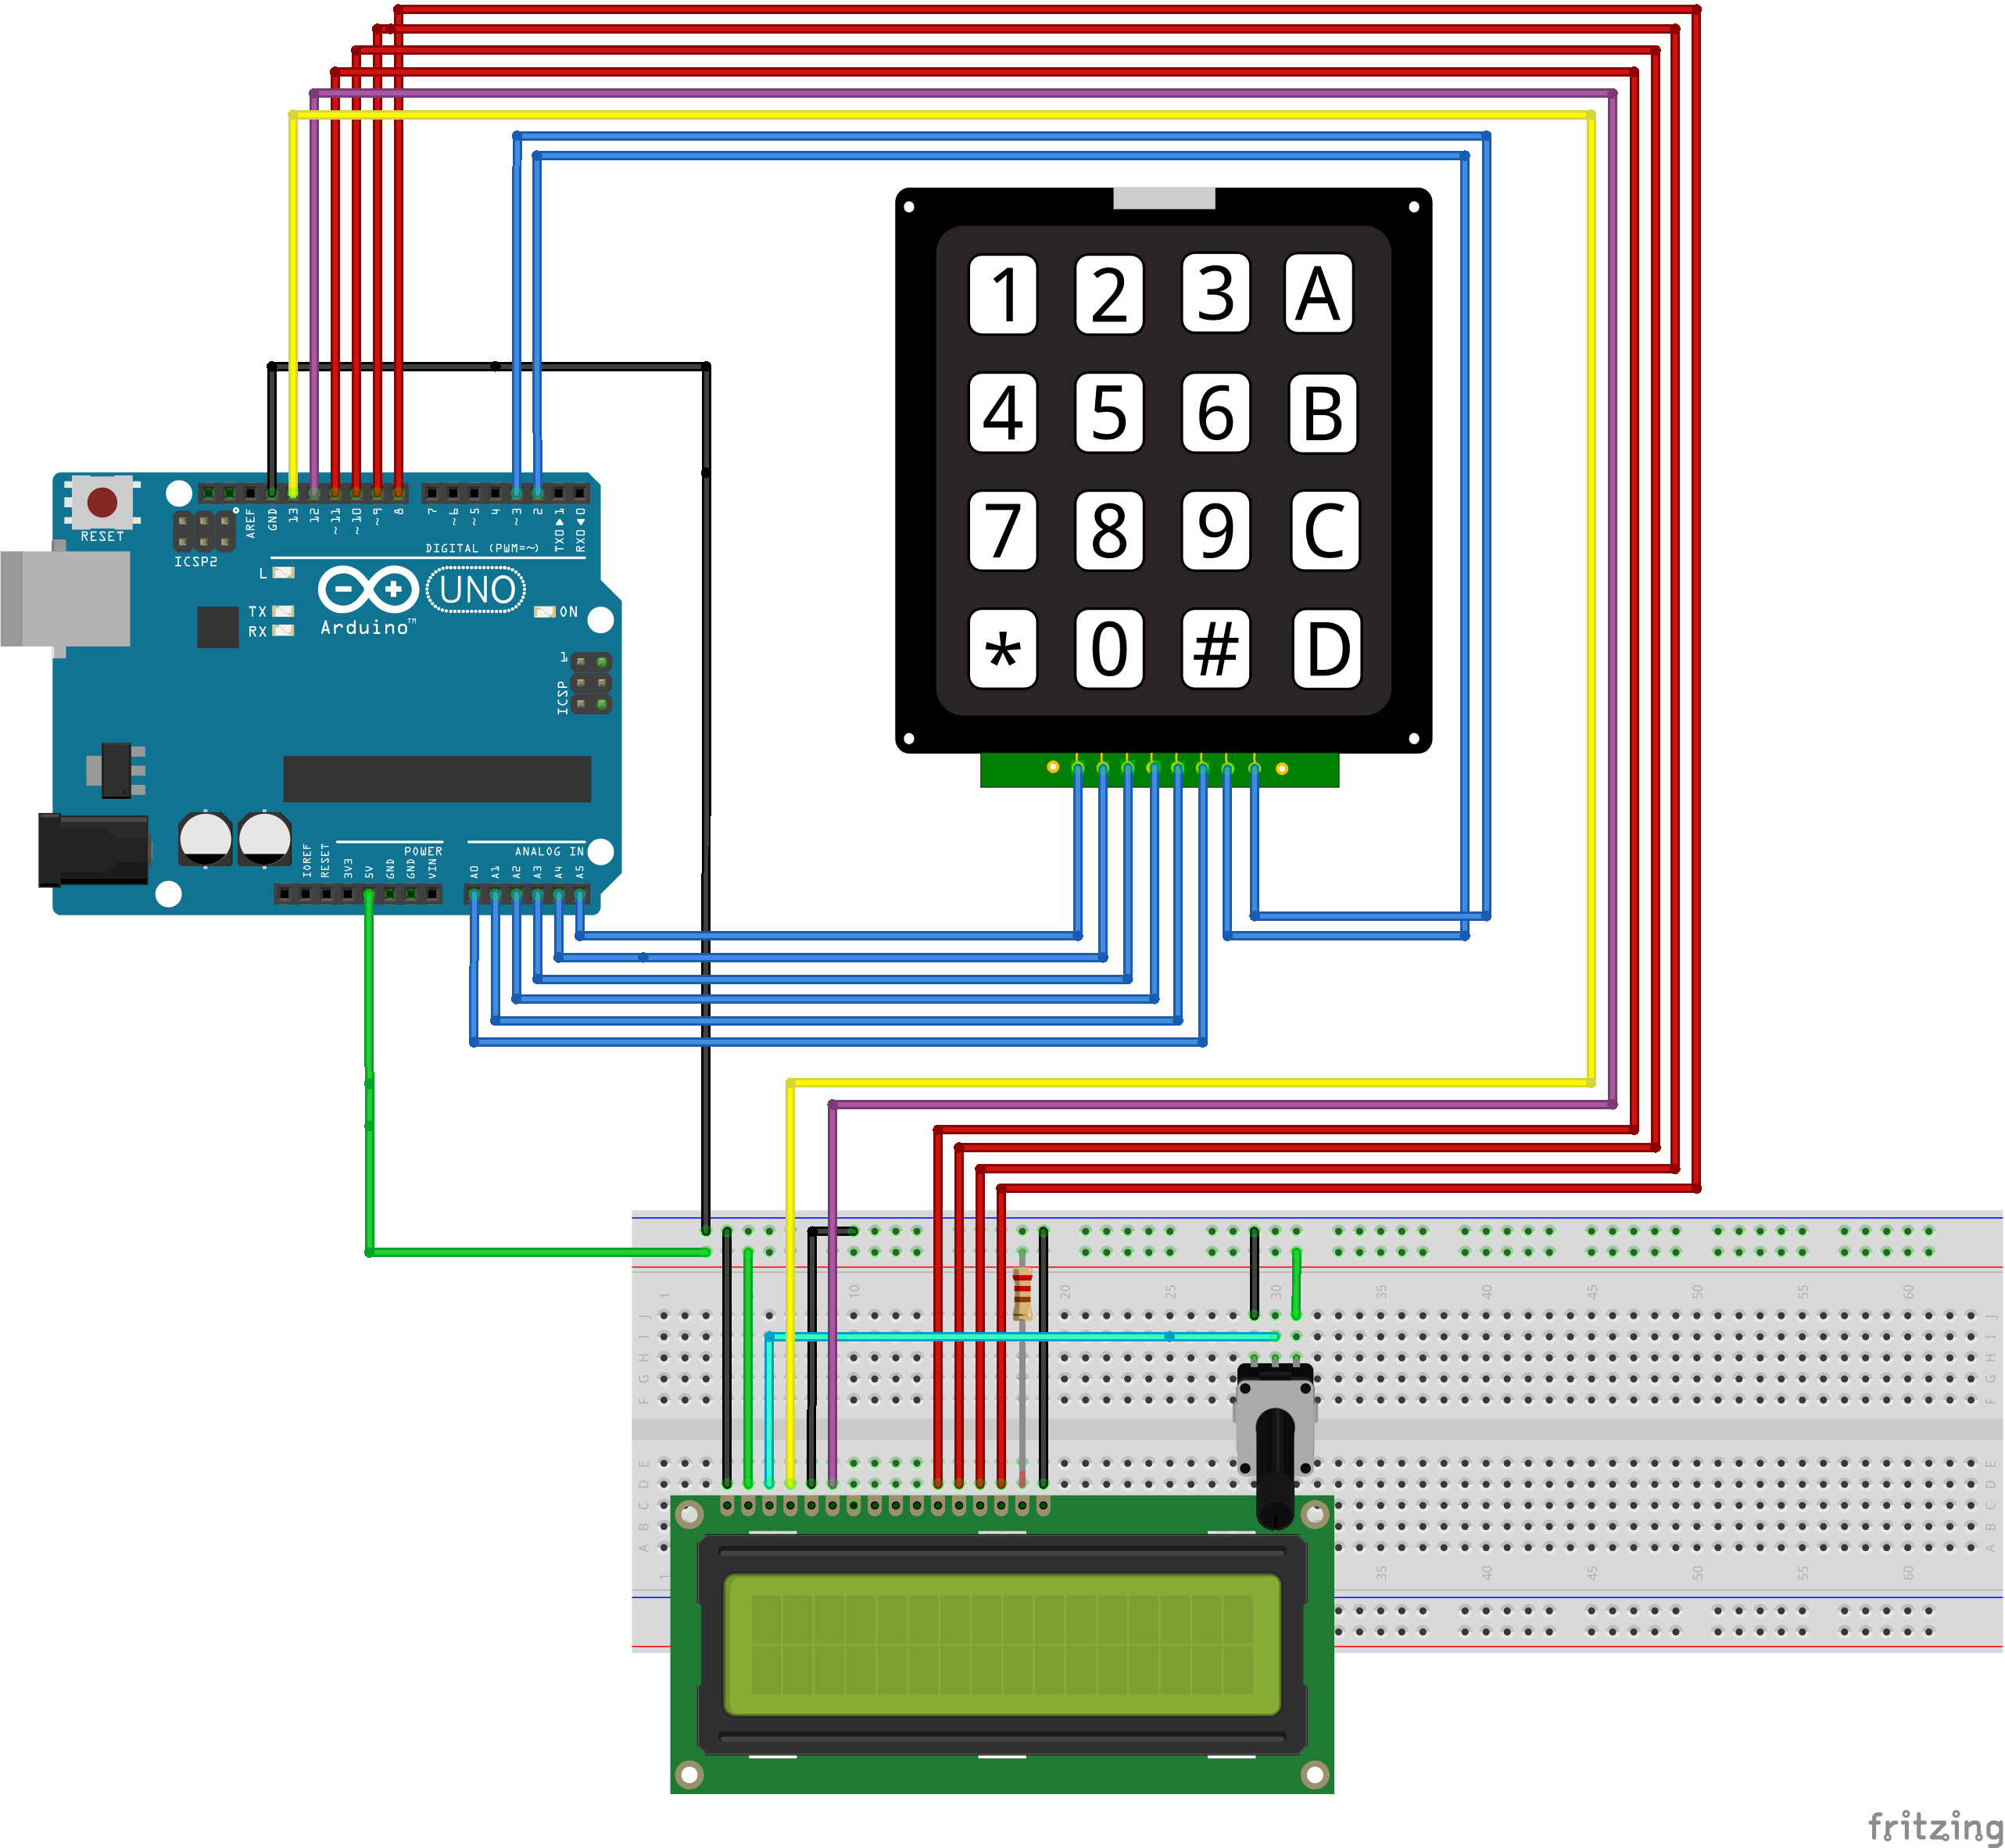 1 2 3 A
4 5 6 B
7 8 9 C
* 0 # D
RESET
ICSP2
AREF
GND
13
12
~11
~10
~9
8
7
~6
~5
4
~3
2
TX0▶1
RX0◀0
DIGITAL (PWM=~)
L
TX
RX
Arduino™
UNO
ON
1
ICSP
IOREF
RESET
3V3
5V
GND
GND
VIN
POWER
ANALOG IN
A0
A1
A2
A3
A4
A5
1 10 20 25 30 35 40 45 50 55 60
J J
I I
H H
G G
F F
E E
D D
C C
B B
A A
1 35 40 45 50 55 60
fritzing